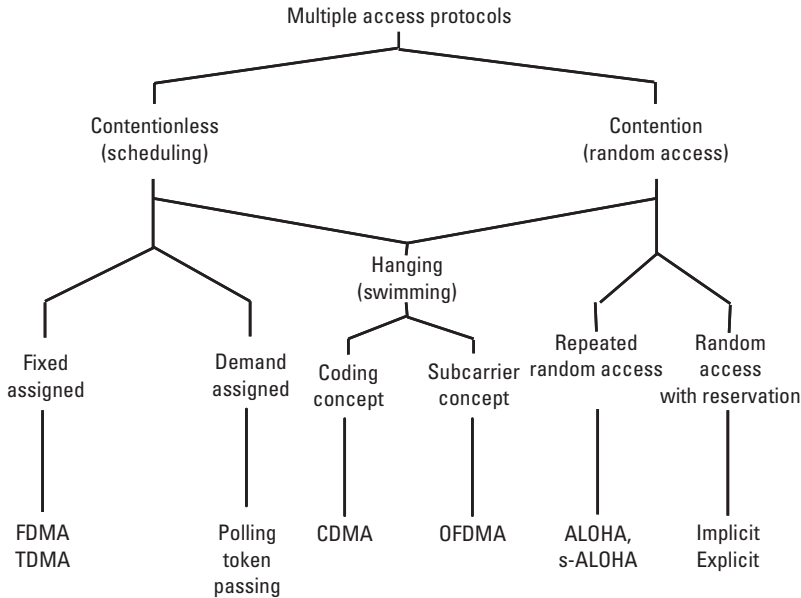 Multiple access protocols
Contentionless
(scheduling)
Contention
(random access)
Hanging
(swimming)
Fixed
assigned
Demand
assigned
Coding
concept
Subcarrier
concept
Repeated
random access
Random
access
with reservation
FDMA
TDMA
Polling
token
passing
CDMA
OFDMA
ALOHA,
s-ALOHA
Implicit
Explicit